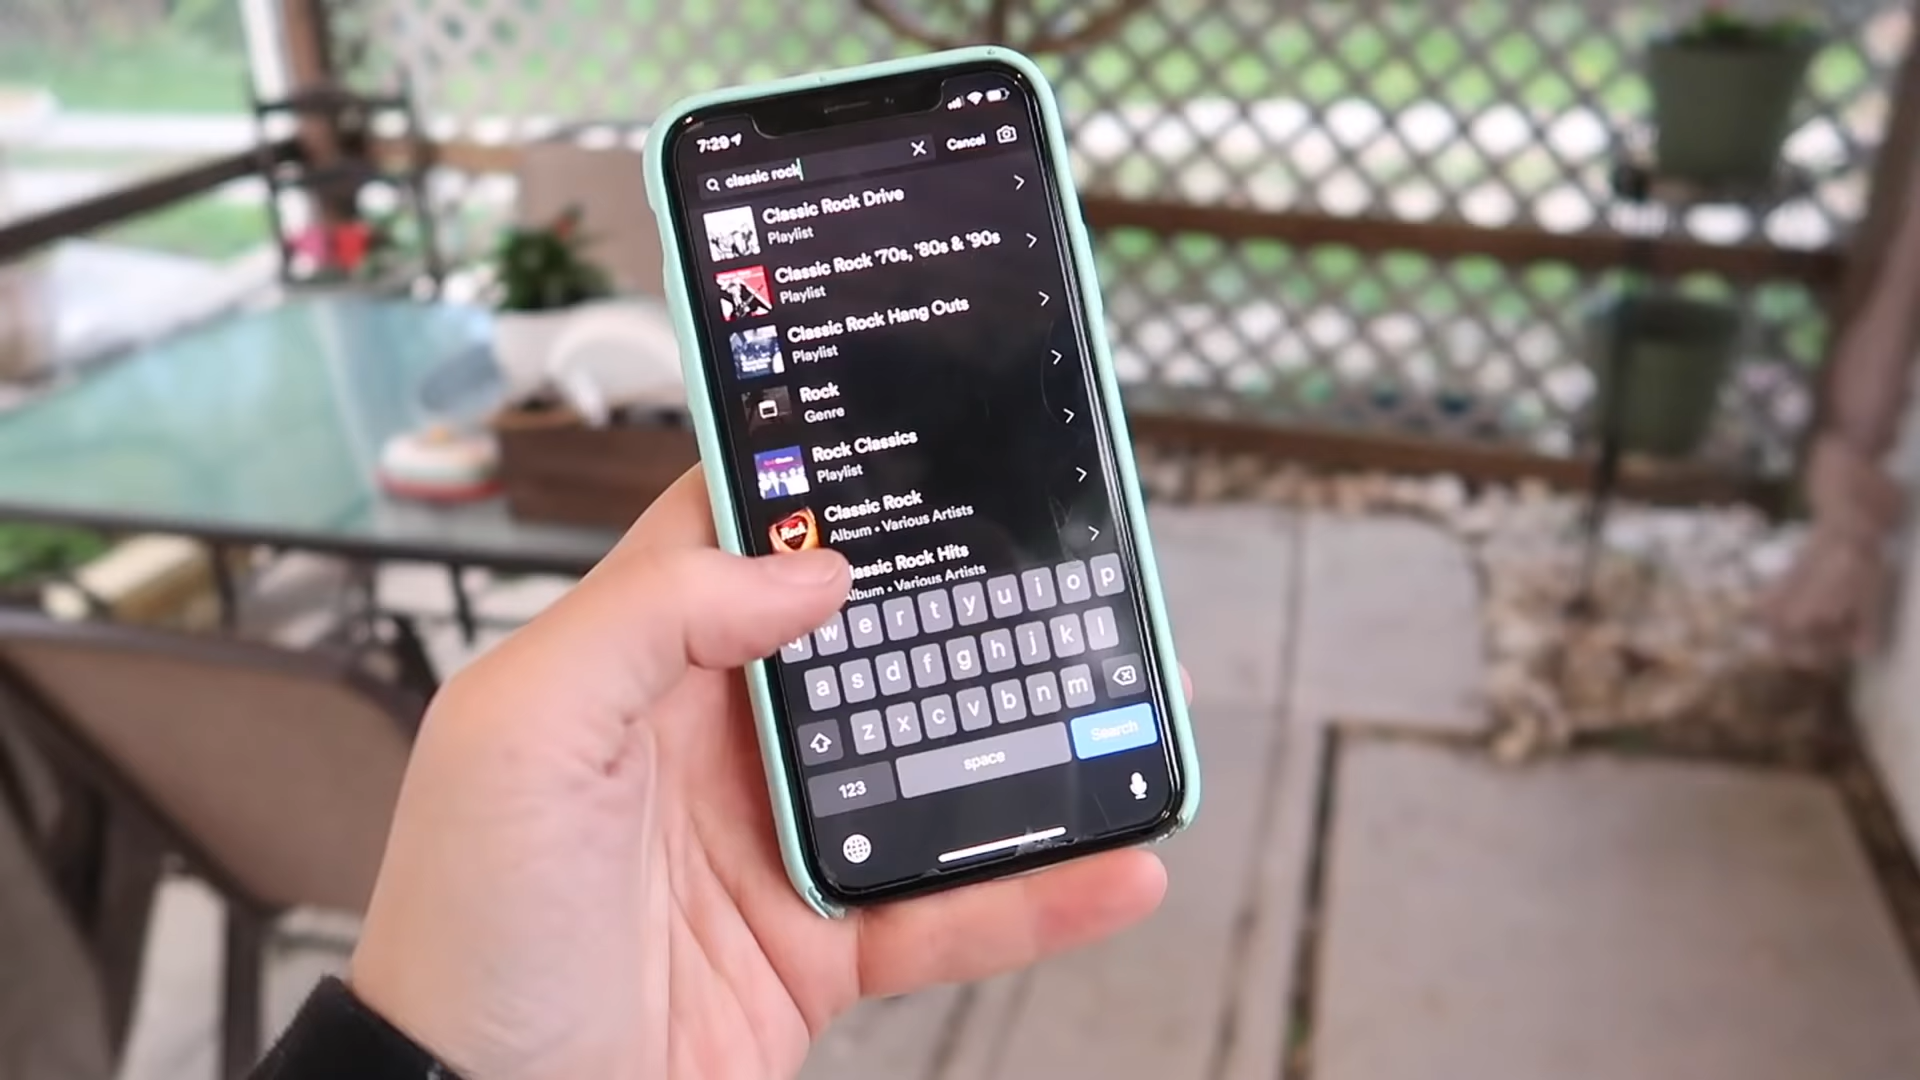 7:29
classic rock
Cancel
Classic Rock Drive
Playlist
Classic Rock '70s, '80s & '90s
Playlist
Classic Rock Hang Outs
Playlist
Rock
Genre
Rock Classics
Playlist
Classic Rock
Album • Various Artists
Rock
lassic Rock Hits
Album • Various Artists
q w e r t y u i o p
a s d f g h j k l
z x c v b n m
123
space
Search